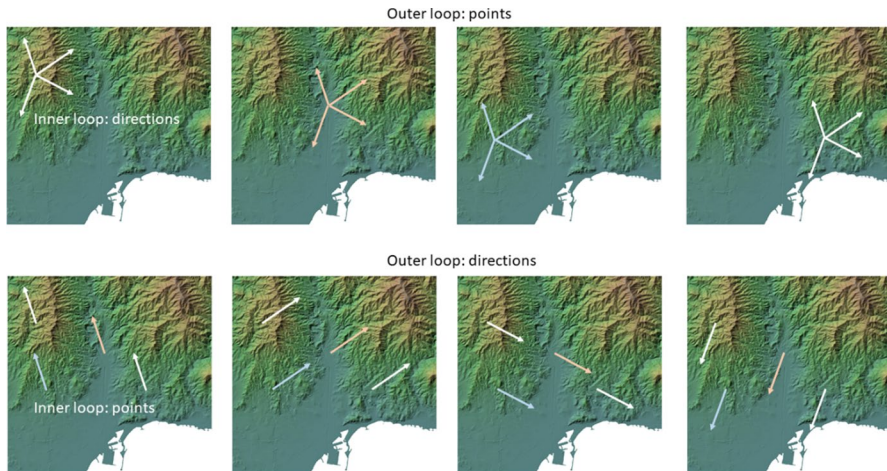 Outer loop: points
Inner loop: directions
Outer loop: directions
Inner loop: points